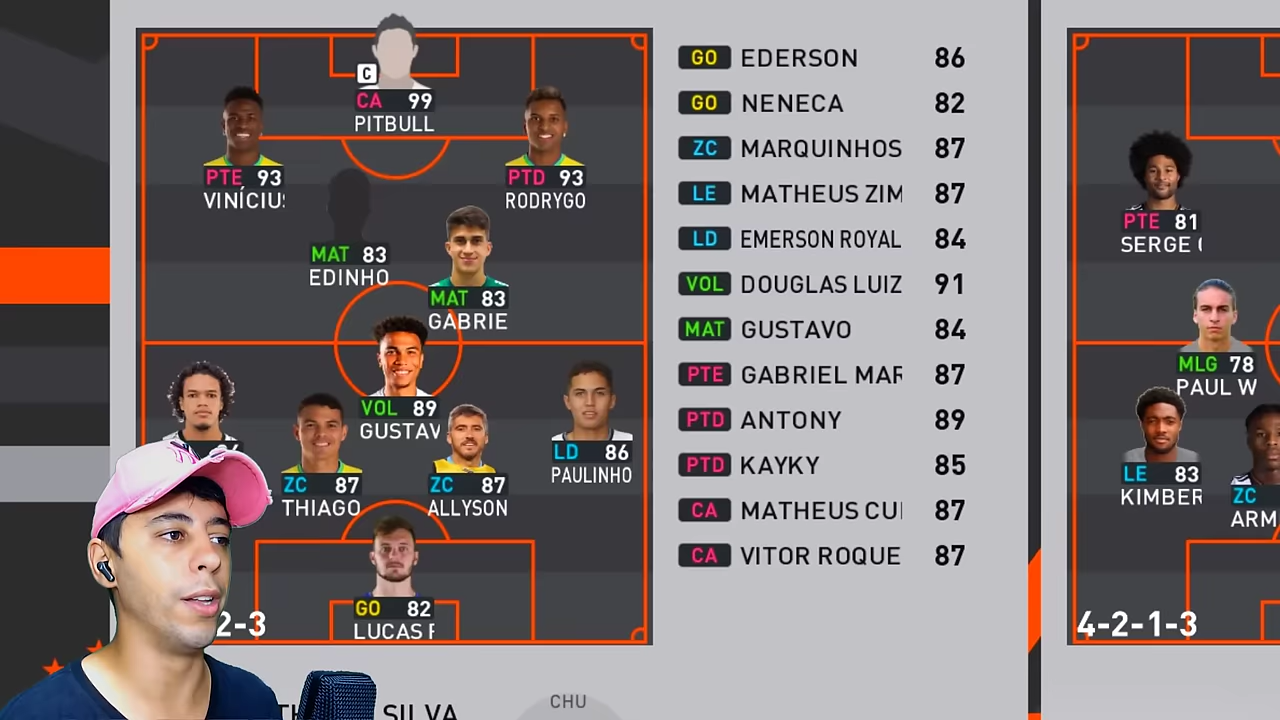 C
CA 99
PITBULL
PTE 93
VINÍCIUS
PTD 93
RODRYGO
MAT 83
EDINHO
MAT 83
GABRIE
VOL 89
GUSTAV
LD 86
PAULINHO
ZC 87
THIAGO
ZC 87
ALLYSON
GO 82
LUCAS F
2-3
GO EDERSON 86
GO NENECA 82
ZC MARQUINHOS 87
LE MATHEUS ZIM 87
LD EMERSON ROYAL 84
VOL DOUGLAS LUIZ 91
MAT GUSTAVO 84
PTE GABRIEL MAR 87
PTD ANTONY 89
PTD KAYKY 85
CA MATHEUS CU 87
CA VITOR ROQUE 87
PTE 81
SERGE
MLG 78
PAUL W
LE 83
KIMBER
ZC
ARM
4-2-1-3
SILVA
CHU